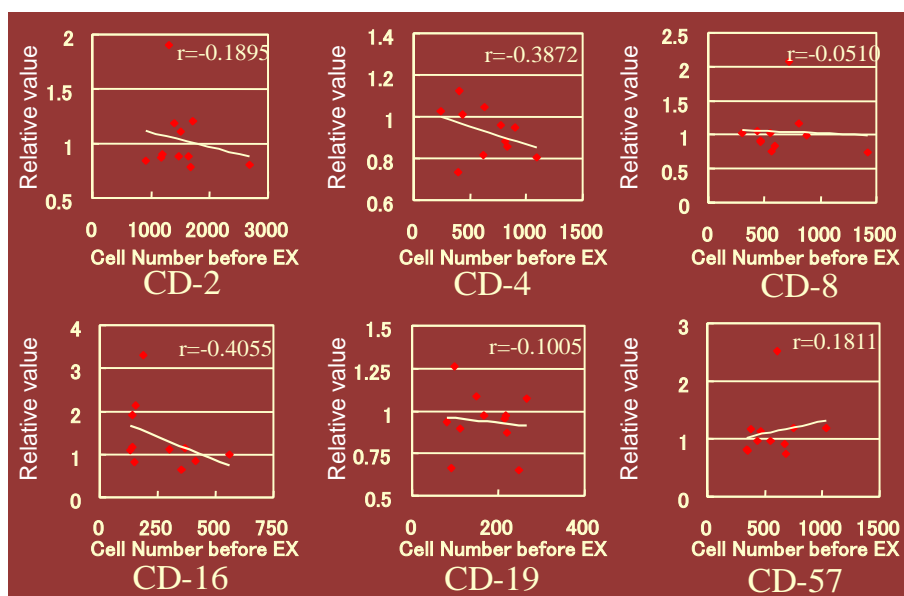 2
1.5
1
0.5
r=-0.1895
Relative value
0 1000 2000 3000
Cell Number before EX
CD-2
1.4
1.2
1
0.8
0.6
r=-0.3872
Relative value
0 500 1000 1500
Cell Number before EX
CD-4
2.5
2
1.5
1
0.5
0
r=-0.0510
Relative value
0 500 1000 1500
Cell Number before EX
CD-8
4
3
2
1
0
r=-0.4055
Relative value
0 250 500 750
Cell Number before EX
CD-16
1.5
1.25
1
0.75
0.5
r=-0.1005
Relative value
0 200 400
Cell Number before EX
CD-19
3
2
1
0
r=0.1811
Relative value
0 500 1000 1500
Cell Number before EX
CD-57